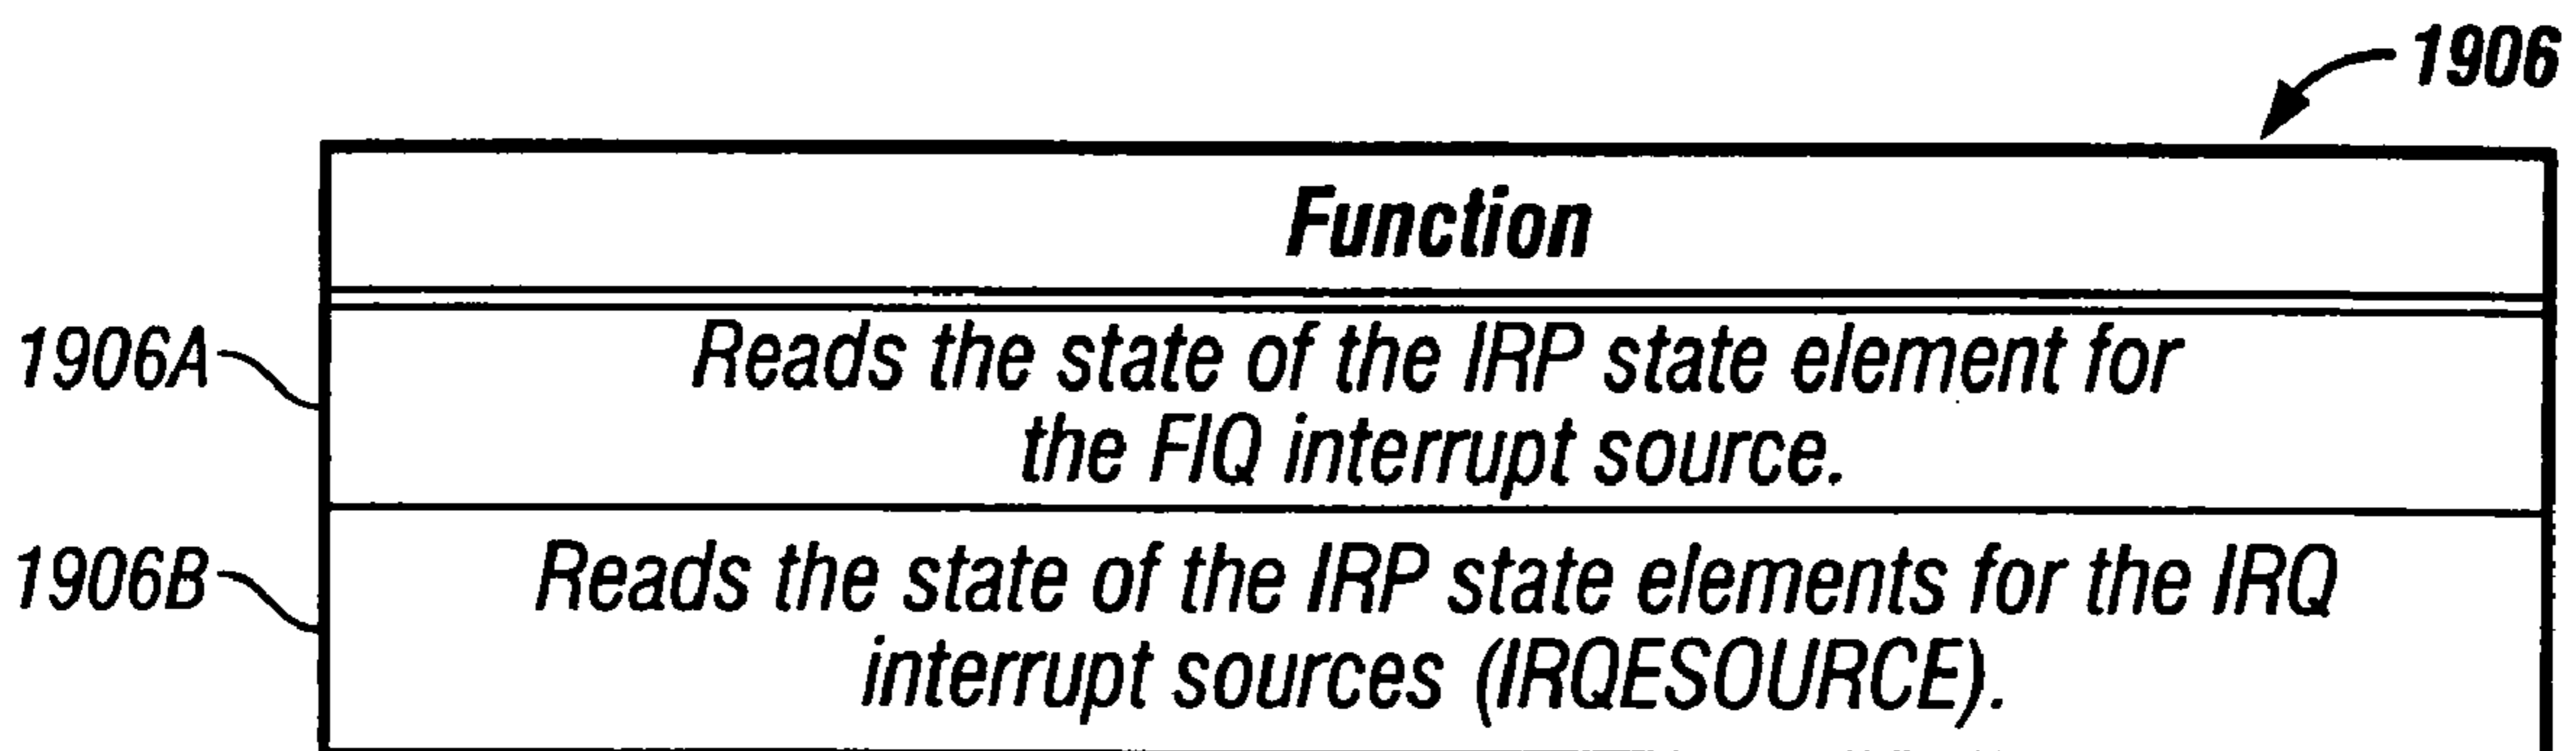 1906
Function
1906A
Reads the state of the IRP state element for
the FIQ interrupt source.
1906B
Reads the state of the IRP state elements for the IRQ
interrupt sources (IRQESOURCE).